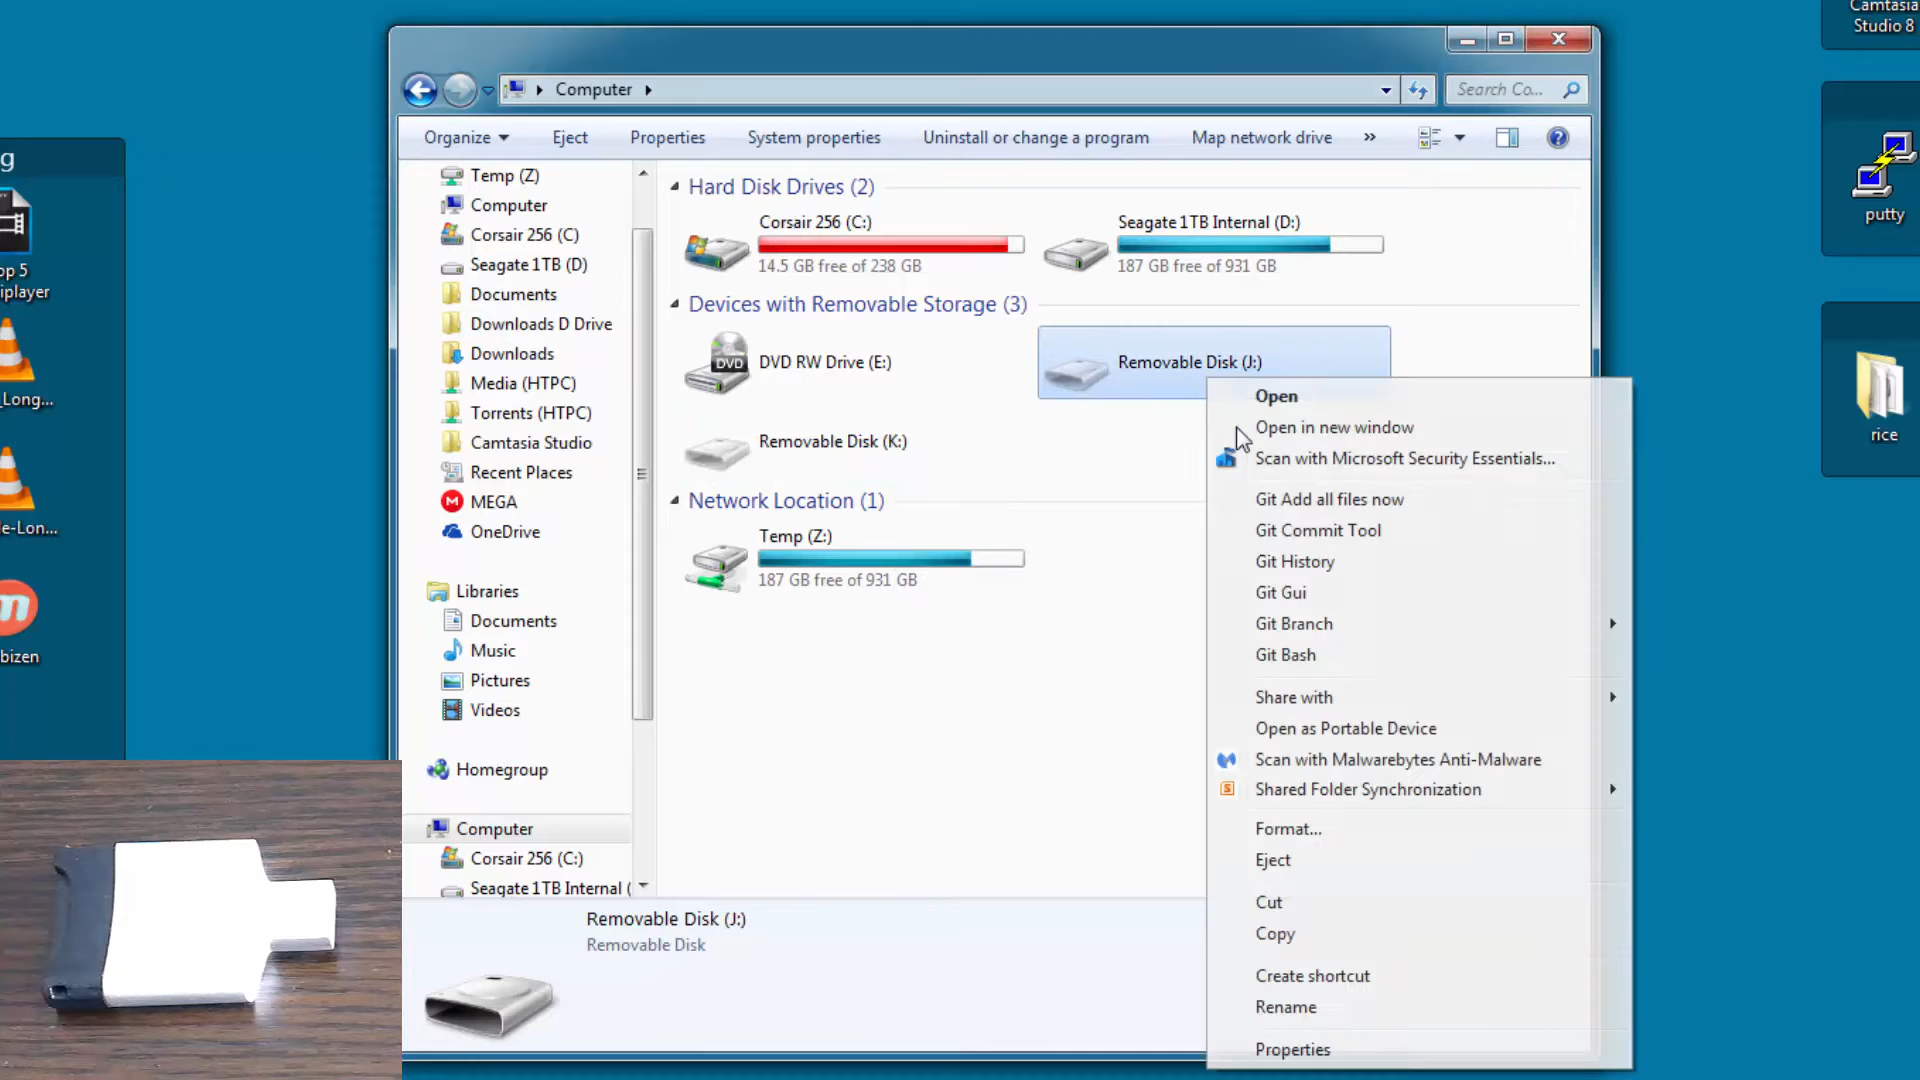 Camtasia
Studio 8
Computer
Search Co...
Organize
Eject
Properties
System properties
Uninstall or change a program
Map network drive
»
g
op 5
iplayer
_Long...
le-Lon...
bizen
Temp (Z)
Computer
Corsair 256 (C)
Seagate 1TB (D)
Documents
Downloads D Drive
Downloads
Media (HTPC)
Torrents (HTPC)
Camtasia Studio
Recent Places
MEGA
OneDrive
Libraries
Documents
Music
Pictures
Videos
Homegroup
Computer
Corsair 256 (C:)
Seagate 1TB Internal (
Hard Disk Drives (2)
Corsair 256 (C:)
14.5 GB free of 238 GB
Seagate 1TB Internal (D:)
187 GB free of 931 GB
Devices with Removable Storage (3)
DVD
DVD RW Drive (E:)
Removable Disk (J:)
Removable Disk (K:)
Network Location (1)
Temp (Z:)
187 GB free of 931 GB
Open
Open in new window
Scan with Microsoft Security Essentials...
Git Add all files now
Git Commit Tool
Git History
Git Gui
Git Branch
Git Bash
Share with
Open as Portable Device
Scan with Malwarebytes Anti-Malware
Shared Folder Synchronization
Format...
Eject
Cut
Copy
Create shortcut
Rename
Properties
Removable Disk (J:)
Removable Disk
putty
rice